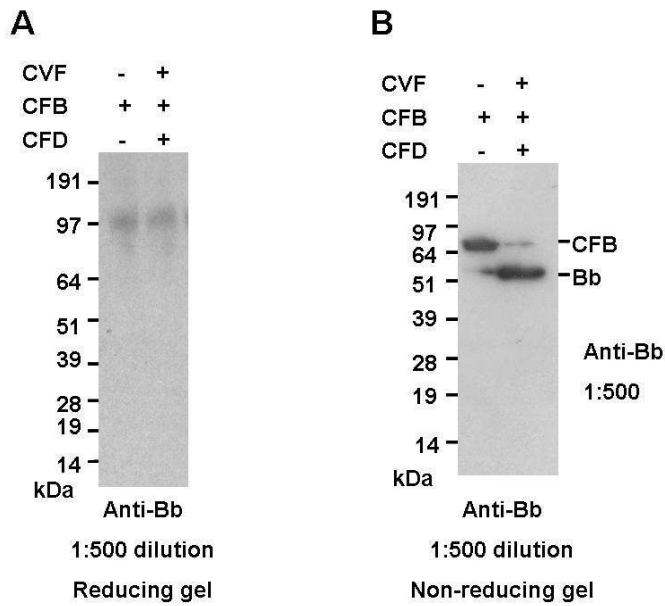 A
CVF - +
CFB + +
CFD - +
191
97
64
51
39
28
19
14
kDa
Anti-Bb
1:500 dilution
Reducing gel
B
CVF - +
CFB + +
CFD - +
191
97
64
51
39
28
19
14
kDa
CFB
Bb
Anti-Bb
1:500
Anti-Bb
1:500 dilution
Non-reducing gel